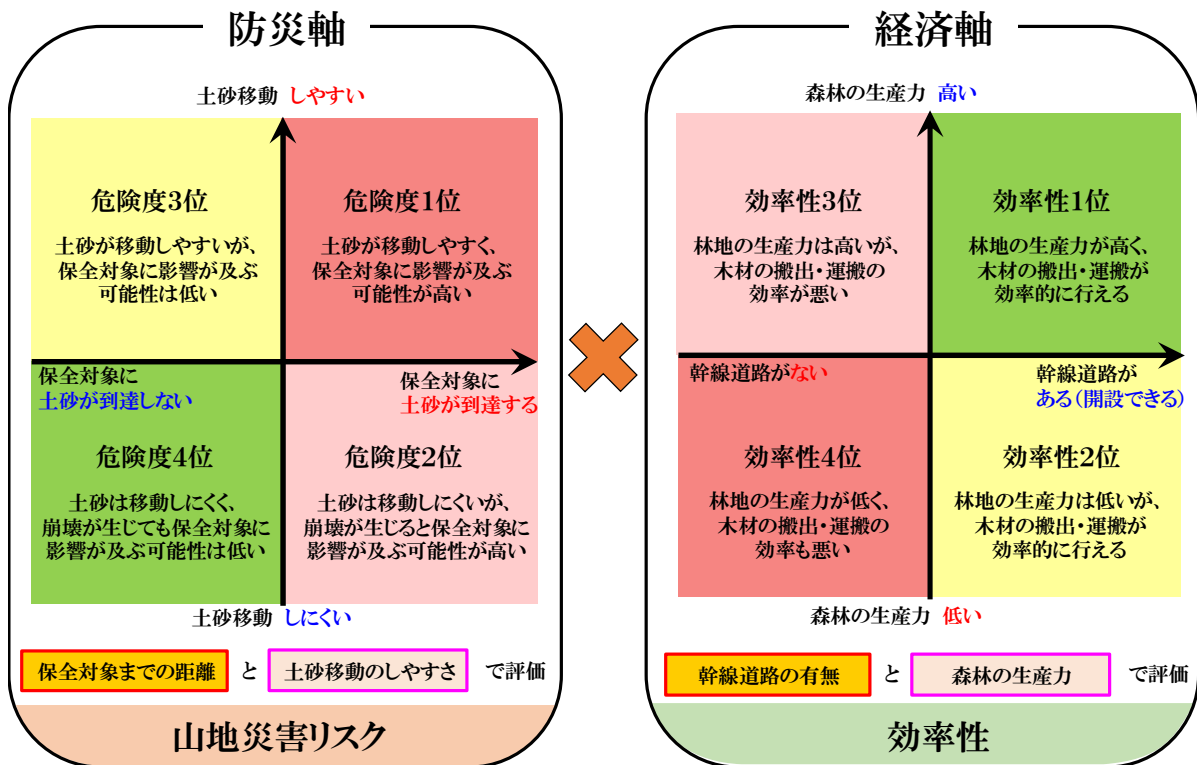 防災軸
土砂移動 しやすい
危険度3位
土砂が移動しやすいが、
保全対象に影響が及ぶ
可能性は低い
危険度1位
土砂が移動しやすく、
保全対象に影響が及ぶ
可能性が高い
保全対象に
土砂が到達しない
保全対象に
土砂が到達する
危険度4位
土砂は移動しにくく、
崩壊が生じても保全対象に
影響が及ぶ可能性は低い
危険度2位
土砂は移動しにくいが、
崩壊が生じると保全対象に
影響が及ぶ可能性が高い
土砂移動 しにくい
保全対象までの距離 と 土砂移動のしやすさ で評価
山地災害リスク
経済軸
森林の生産力 高い
効率性3位
林地の生産力は高いが、
木材の搬出・運搬の
効率が悪い
効率性1位
林地の生産力が高く、
木材の搬出・運搬が
効率的に行える
幹線道路がない
幹線道路が
ある(開設できる)
効率性4位
林地の生産力が低く、
木材の搬出・運搬の
効率も悪い
効率性2位
林地の生産力は低いが、
木材の搬出・運搬が
効率的に行える
森林の生産力 低い
幹線道路の有無 と 森林の生産力 で評価
効率性